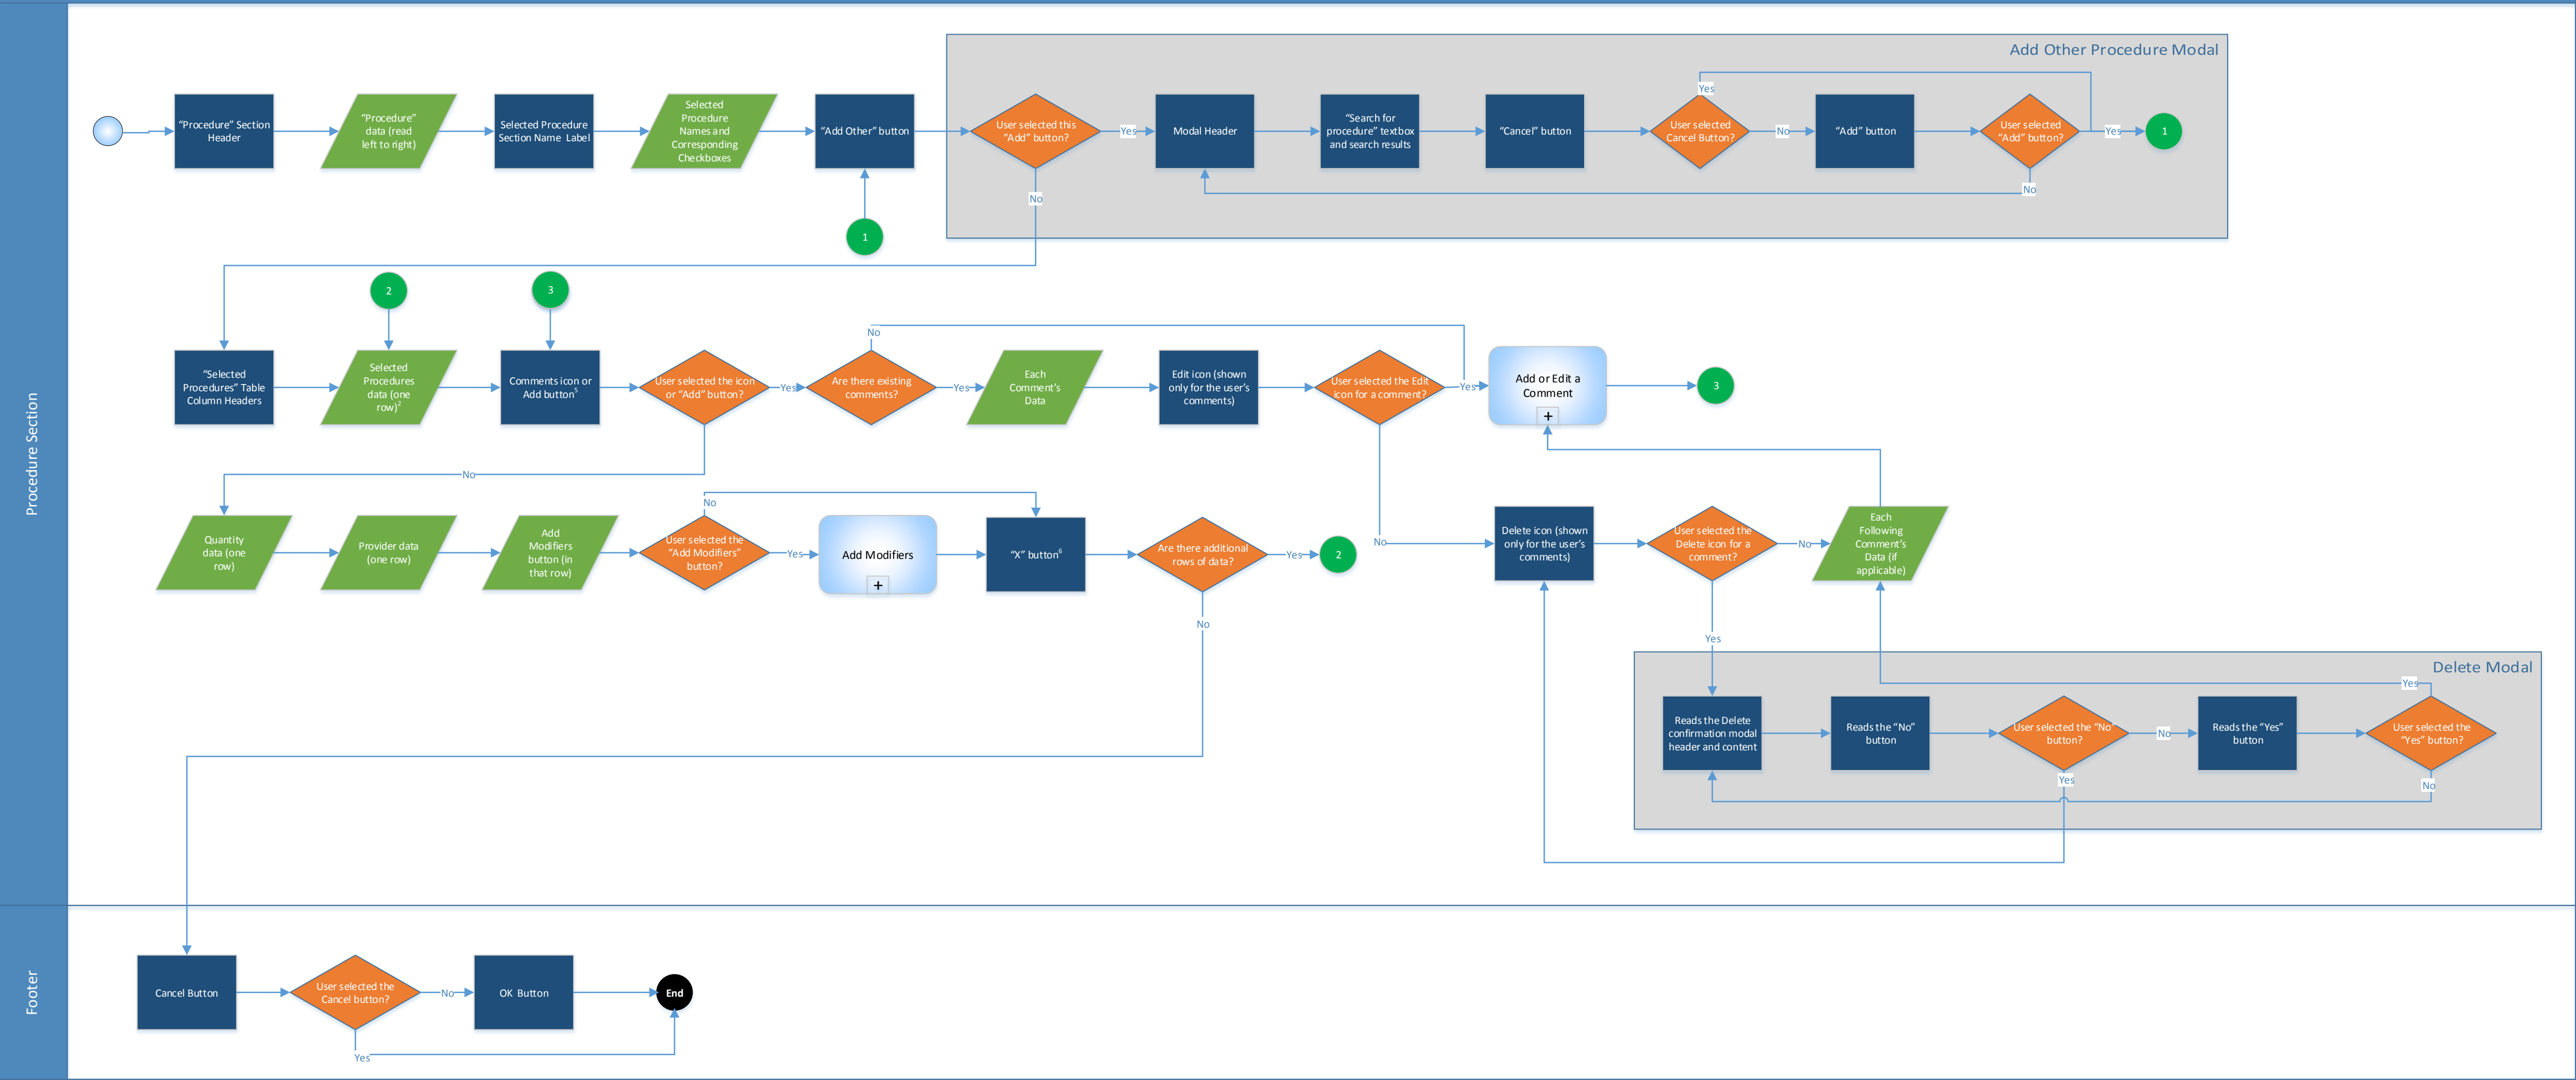 Procedure Section
Add Other Procedure Modal
“Procedure” Section
Header
“Procedure”
data (read
left to right)
Selected Procedure
Section Name Label
Selected
Procedure
Names and
Corresponding
Checkboxes
“Add Other” button
User selected this
“Add” button?
Yes
No
Modal Header
“Search for
procedure” textbox
and search results
“Cancel” button
User selected
Cancel Button?
Yes
No
“Add” button
User selected
“Add” button?
Yes
No
1
1
2
3
“Selected
Procedures” Table
Column Headers
Selected
Procedures
data (one
row)2
Comments icon or
Add button5
User selected the icon
or “Add” button?
Yes
No
Are there existing
comments?
No
Yes
Each
Comment’s
Data
Edit icon (shown
only for the user’s
comments)
User selected the Edit
icon for a comment?
Yes
No
Add or Edit a
Comment
+
3
Quantity
data (one
row)
Provider data
(one row)
Add
Modifiers
button (in
that row)
User selected the
“Add Modifiers”
button?
No
Yes
Add Modifiers
+
“X” button6
Are there additional
rows of data?
Yes
No
2
Delete icon (shown
only for the user’s
comments)
User selected the
Delete icon for a
comment?
No
Yes
Each
Following
Comment’s
Data (if
applicable)
Delete Modal
Reads the Delete
confirmation modal
header and content
Reads the “No”
button
User selected the “No”
button?
No
Yes
Reads the “Yes”
button
User selected the
“Yes” button?
Yes
No
Footer
Cancel Button
User selected the
Cancel button?
No
Yes
OK Button
End